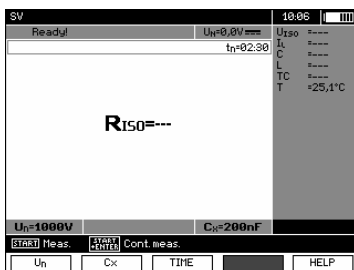 SV 10:06
Ready! UN=0,0V
tn=02:30
UISO =---
IL =---
C =---
L =---
TC =---
T =25,1°C
RISO=---
Un=1000V CX=200nF
START Meas. START +ENTER Cont. meas.
Un Cx TIME HELP